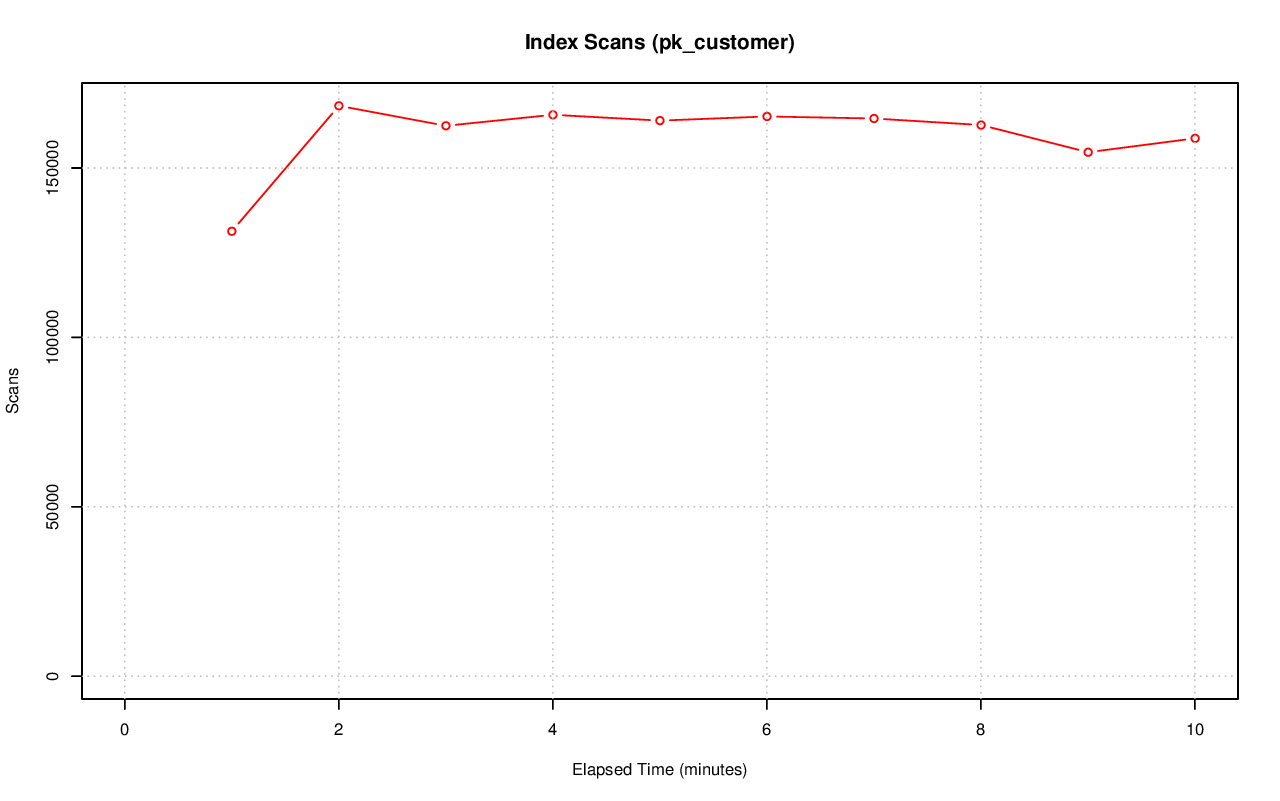 Index Scans (pk_customer)
Scans
150000
100000
50000
0
0 2 4 6 8 10
Elapsed Time (minutes)